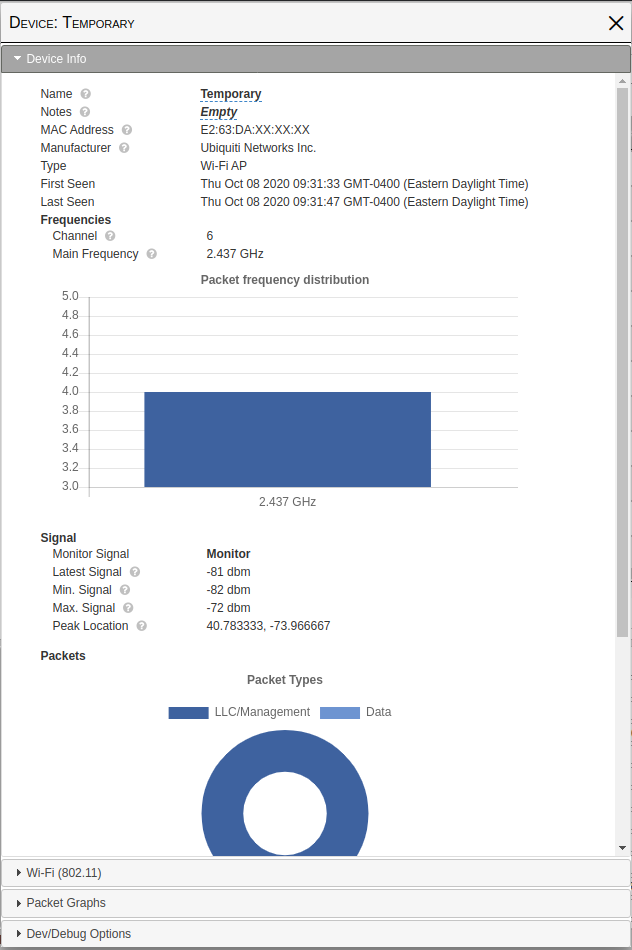 Device: Temporary
Device Info
Name ? Temporary
Notes ? Empty
MAC Address ? E2:63:DA:XX:XX:XX
Manufacturer ? Ubiquiti Networks Inc.
Type Wi-Fi AP
First Seen Thu Oct 08 2020 09:31:33 GMT-0400 (Eastern Daylight Time)
Last Seen Thu Oct 08 2020 09:31:47 GMT-0400 (Eastern Daylight Time)
Frequencies
Channel ? 6
Main Frequency ? 2.437 GHz
Packet frequency distribution
5.0
4.8
4.6
4.4
4.2
4.0
3.8
3.6
3.4
3.2
3.0
2.437 GHz
Signal
Monitor Signal Monitor
Latest Signal ? -81 dbm
Min. Signal ? -82 dbm
Max. Signal ? -72 dbm
Peak Location ? 40.783333, -73.966667
Packets
Packet Types
LLC/Management Data
Wi-Fi (802.11)
Packet Graphs
Dev/Debug Options